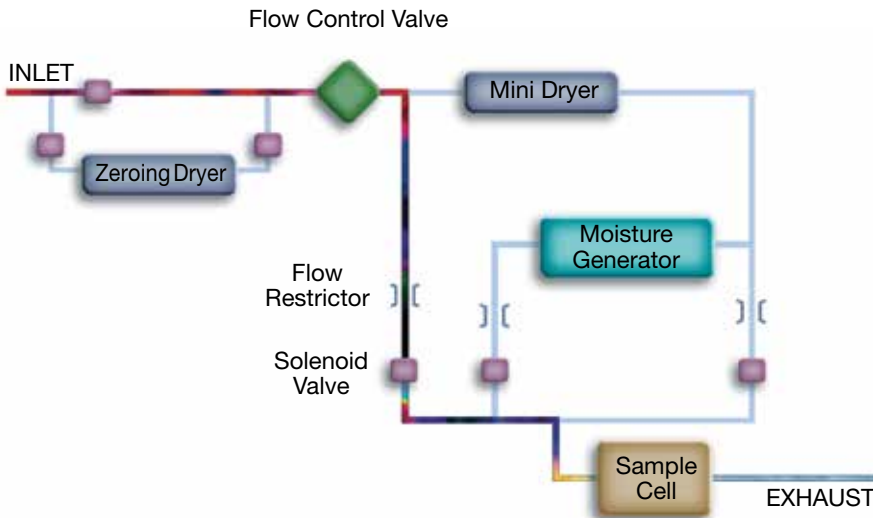 Flow Control Valve
INLET
Mini Dryer
Zeroing Dryer
Moisture
Generator
Flow
Restrictor
Solenoid
Valve
Sample
Cell
EXHAUST